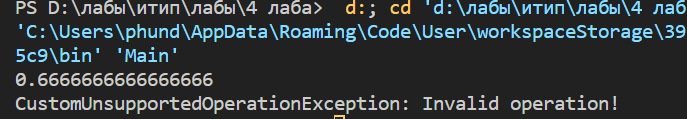 PS D:\лабы\итип\лабы\4 лаба>  d:; cd 'd:\лабы\итип\лабы\4 лаб
'C:\Users\phund\AppData\Roaming\Code\User\workspaceStorage\39
5c9\bin' 'Main'
0.6666666666666666
CustomUnsupportedOperationException: Invalid operation!